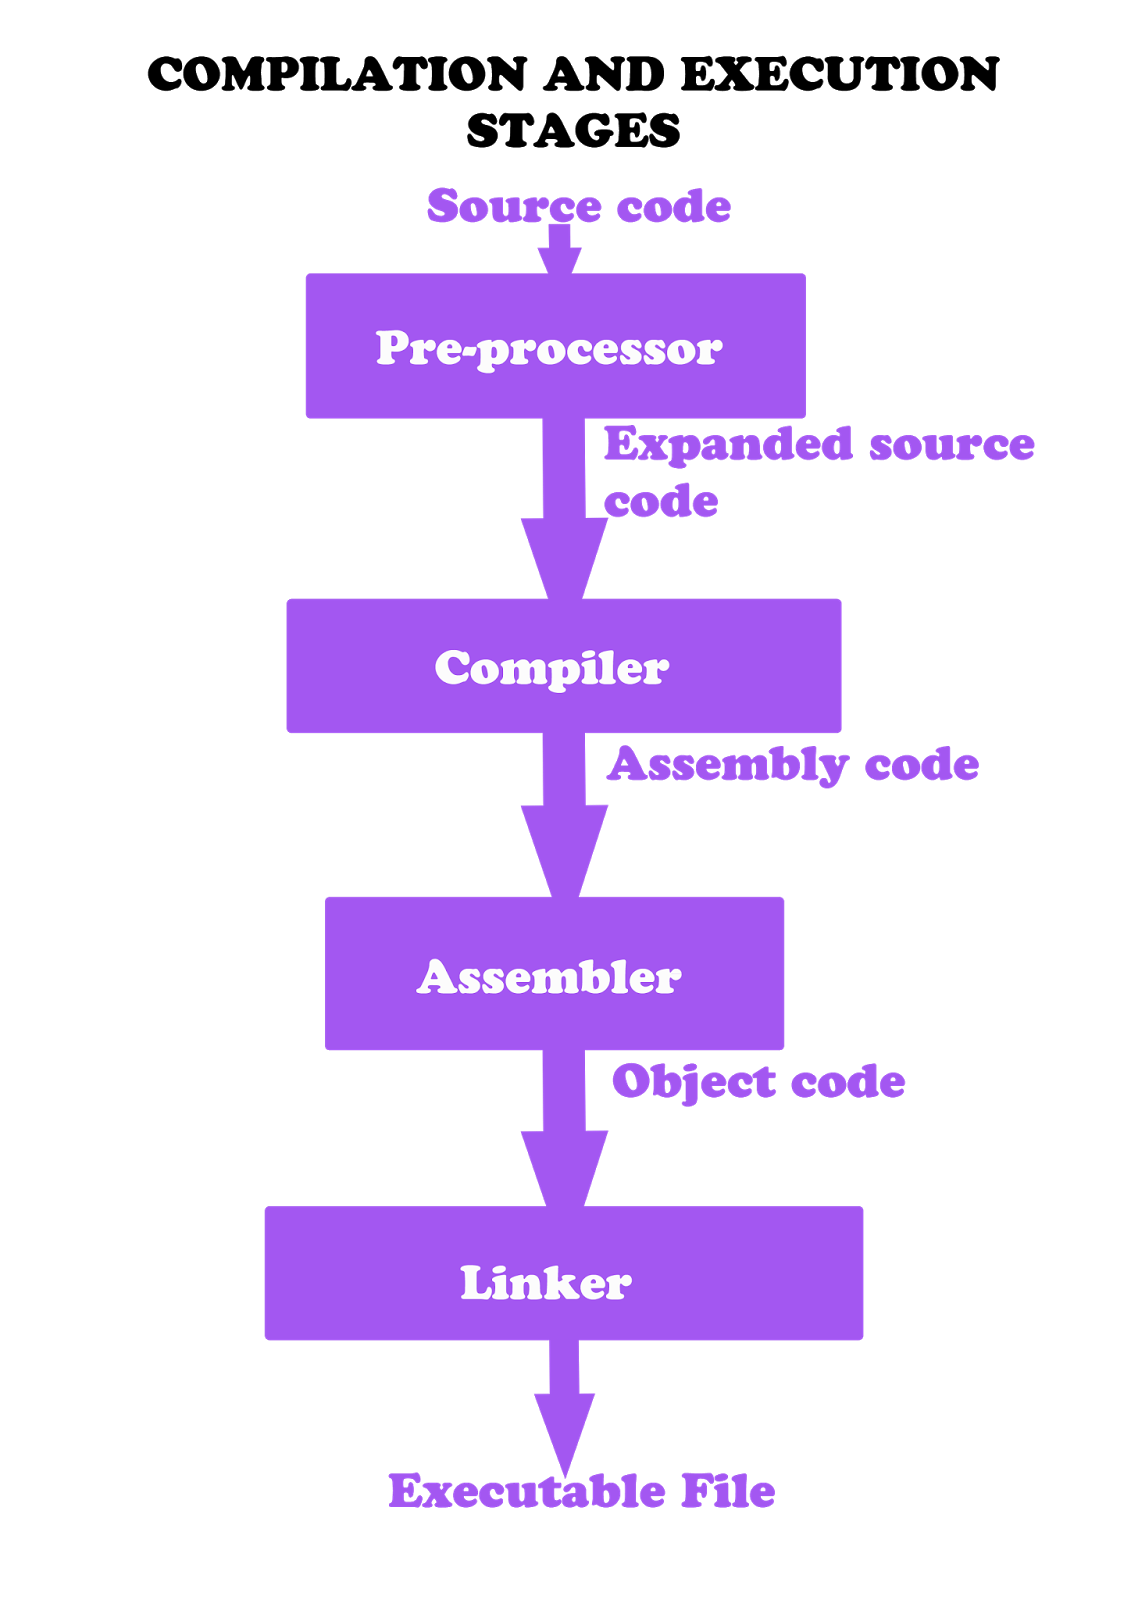 COMPILATION AND EXECUTION
STAGES
Source code
Pre-processor
Expanded source
code
Compiler
Assembly code
Assembler
Object code
Linker
Executable File